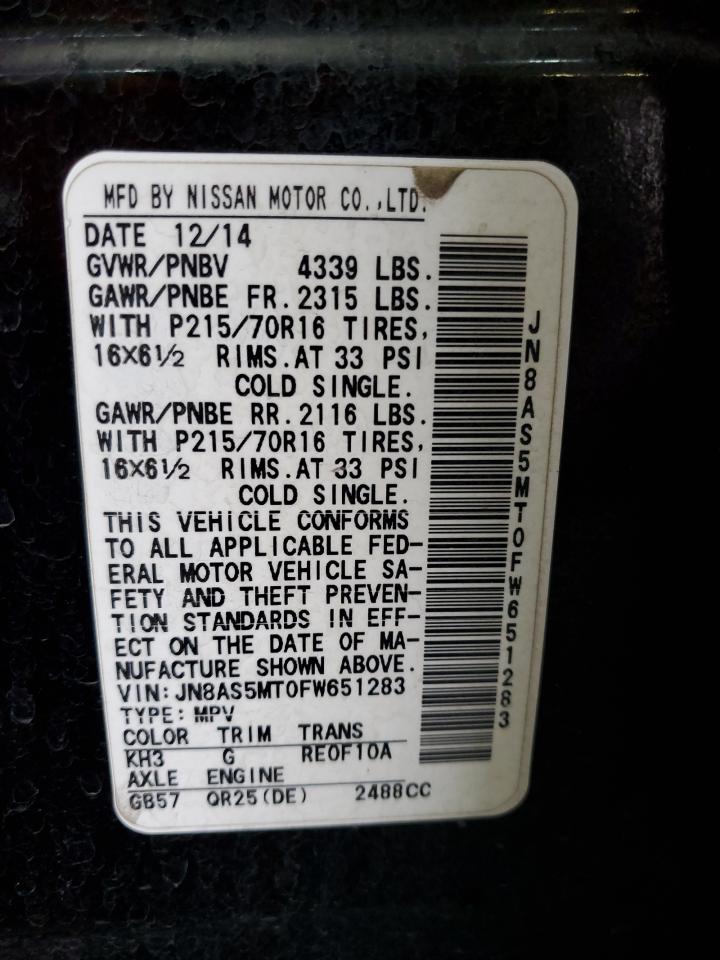 MFD BY NISSAN MOTOR CO.,LTD.
DATE 12/14
GVWR/PNBV 4339 LBS.
GAWR/PNBE FR. 2315 LBS.
WITH P215/70R16 TIRES,
16X6½ RIMS. AT 33 PSI
COLD SINGLE.
GAWR/PNBE RR. 2116 LBS.
WITH P215/70R16 TIRES,
16X6½ RIMS. AT 33 PSI
COLD SINGLE.
THIS VEHICLE CONFORMS
TO ALL APPLICABLE FED-
ERAL MOTOR VEHICLE SA-
FETY AND THEFT PREVEN-
TION STANDARDS IN EFF-
ECT ON THE DATE OF MA-
NUFACTURE SHOWN ABOVE.
VIN: JN8AS5MT0FW651283
TYPE: MPV
COLOR TRIM TRANS
KH3 G RE0F10A
AXLE ENGINE
GB57 QR25(DE) 2488CC
JN8AS5MT0FW651283